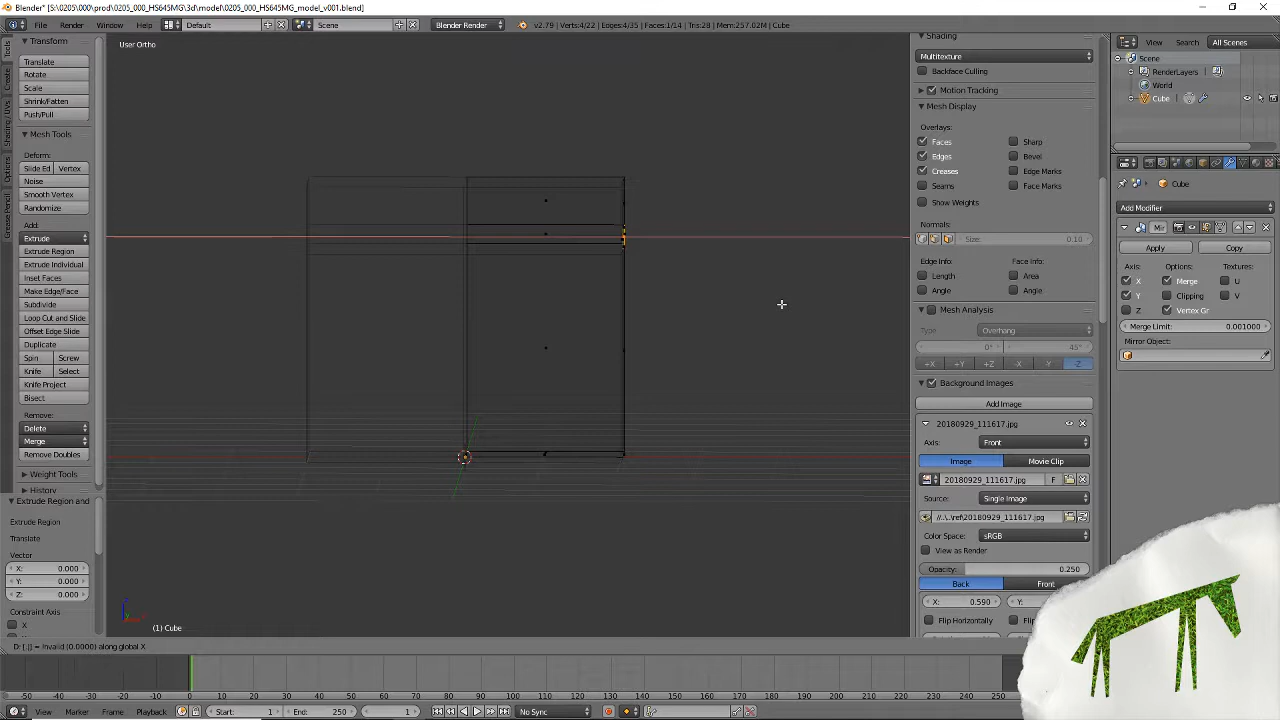 Blender* [S:\0205\000\prod\0205_000_HS645MG\3d\model\0205_000_HS645MG_model_v001.blend]
File Render Window Help Default Scene Blender Render v2.79 | Verts:4/22 | Edges:4/35 | Faces:1/14 | Tris:28 | Mem:257.02M | Cube
View Search All Scenes
Tools
Create
Shading / UVs
Options
Grease Pencil
Transform
Translate
Rotate
Scale
Shrink/Fatten
Push/Pull
Mesh Tools
Deform:
Slide Ed Vertex
Noise
Smooth Vertex
Randomize
Add:
Extrude
Extrude Region
Extrude Individual
Inset Faces
Make Edge/Face
Subdivide
Loop Cut and Slide
Offset Edge Slide
Duplicate
Spin Screw
Knife Select
Knife Project
Bisect
Remove:
Delete
Merge
Remove Doubles
Weight Tools
History
Extrude Region and
Extrude Region
Translate
Vector
X: 0.000
Y: 0.000
Z: 0.000
Constraint Axis
X
User Ortho
(1) Cube
D: [.|] = Invalid (0.0000) along global X
Shading
Multitexture
Backface Culling
Motion Tracking
Mesh Display
Overlays:
Faces Sharp
Edges Bevel
Creases Edge Marks
Seams Face Marks
Show Weights
Normals:
Size: 0.10
Edge Info: Face Info:
Length Area
Angle Angle
Mesh Analysis
Type Overhang
0° 45°
+X +Y +Z -X -Y -Z
Background Images
Add Image
20180929_111617.jpg
Axis: Front
Image Movie Clip
20180929_111617.jpg F
Source: Single Image
//..\..\ref\20180929_111617.jpg
Color Space: sRGB
View as Render
Opacity: 0.250
Back Front
X: 0.590 Y:
Flip Horizontally
Scene
RenderLayers
World
Cube
Cube
Add Modifier
Apply Copy
Axis: Options: Textures:
X Merge U
Y Clipping V
Z Vertex Gr
Merge Limit: 0.001000
Mirror Object:
-50 -40 -30 -20 -10 0 10 20 30 40 50 60 70 80 90 100 110 120 130 140 150 160 170 180 190 200 210 220 230 240 250
View Marker Frame Playback Start: 1 End: 250 1 No Sync